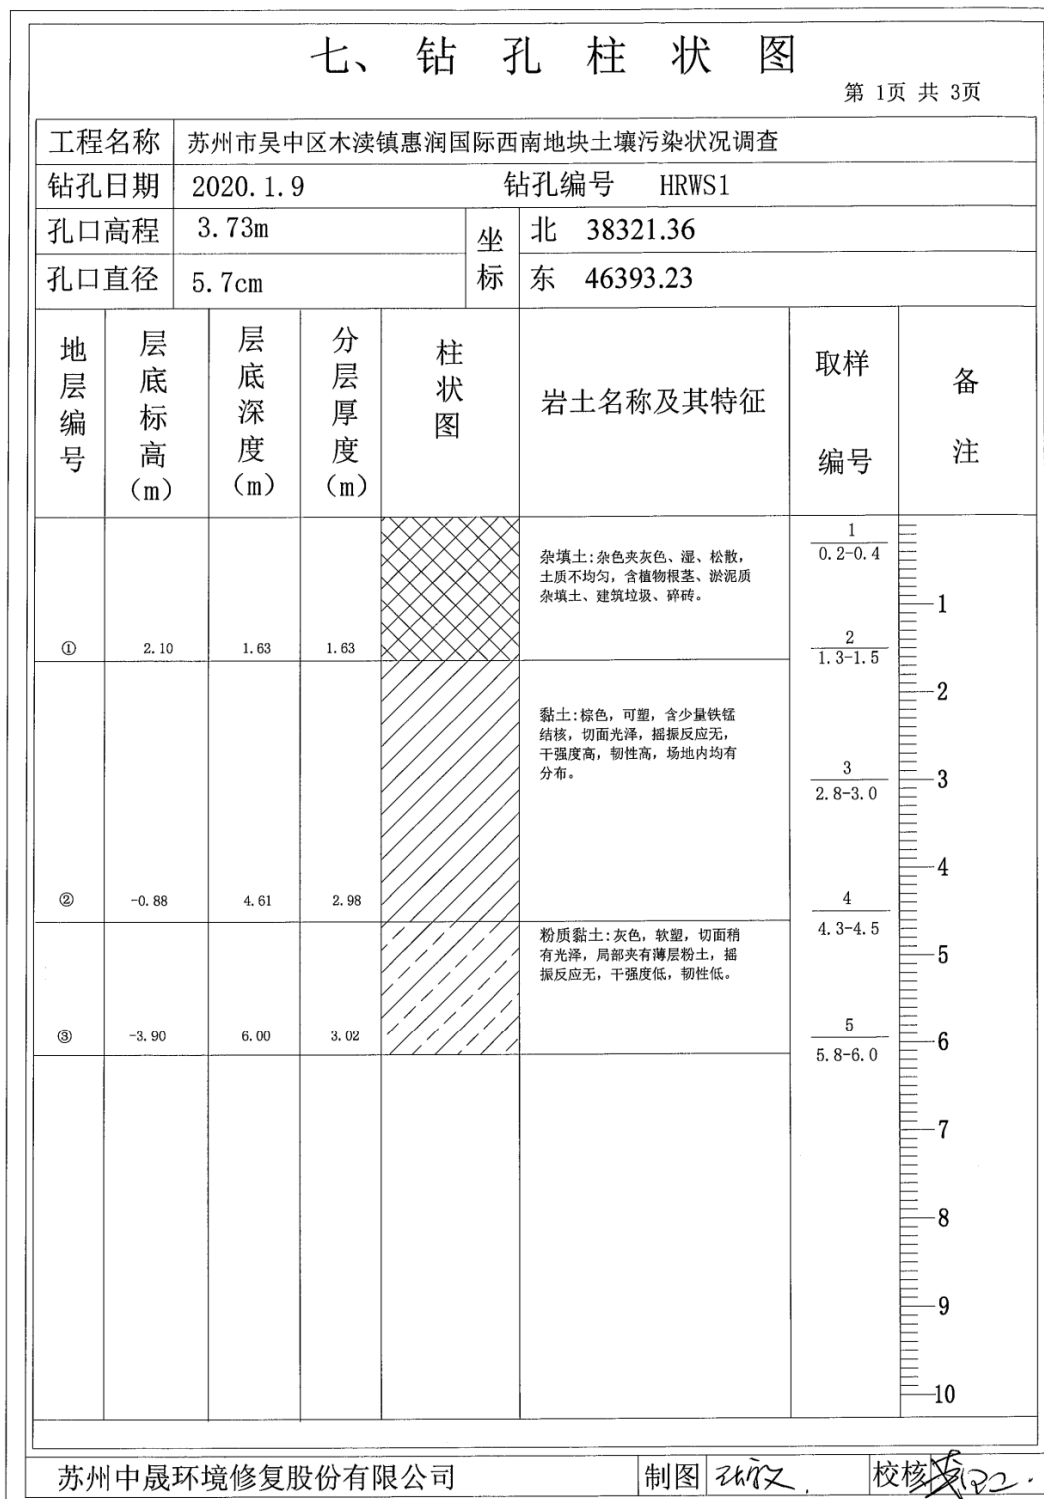 七、钻孔柱状图
第 1页 共 3页
工程名称 苏州市吴中区木渎镇惠润国际西南地块土壤污染状况调查
钻孔日期 2020.1.9 钻孔编号 HRWS1
孔口高程 3.73m 坐标 北 38321.36
孔口直径 5.7cm 东 46393.23
地层编号 层底标高(m) 层底深度(m) 分层厚度(m) 柱状图 岩土名称及其特征 取样编号 备注
杂填土:杂色夹灰色、湿、松散,
土质不均匀,含植物根茎、淤泥质
杂填土、建筑垃圾、碎砖。
① 2.10 1.63 1.63
黏土:棕色,可塑,含少量铁锰
结核,切面光泽,摇振反应无,
干强度高,韧性高,场地内均有
分布。
② -0.88 4.61 2.98
粉质黏土:灰色,软塑,切面稍
有光泽,局部夹有薄层粉土,摇
振反应无,干强度低,韧性低。
③ -3.90 6.00 3.02
1
0.2-0.4
2
1.3-1.5
3
2.8-3.0
4
4.3-4.5
5
5.8-6.0
1
2
3
4
5
6
7
8
9
10
苏州中晟环境修复股份有限公司 制图 校核